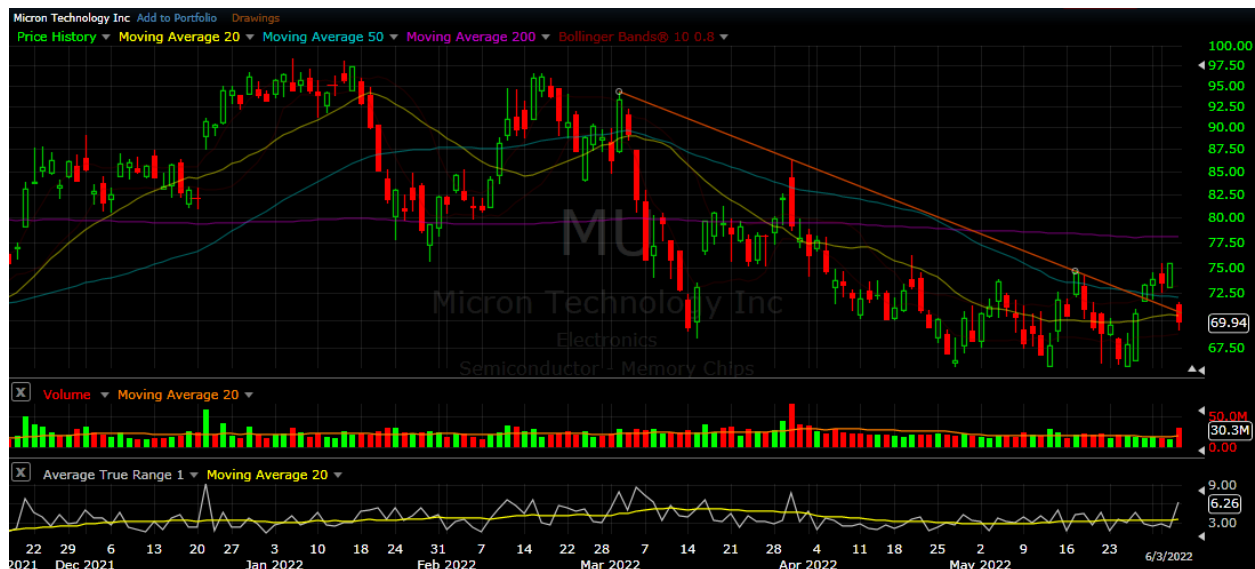 Micron Technology Inc Add to Portfolio Drawings
Price History Moving Average 20 Moving Average 50 Moving Average 200 Bollinger Bands® 10 0.8
100.00
97.50
95.00
92.50
90.00
87.50
85.00
82.50
80.00
77.50
75.00
72.50
69.94
67.50
MU
Micron Technology Inc
Electronics
Semiconductor - Memory Chips
X Volume Moving Average 20
50.0M
30.3M
0.00
X Average True Range 1 Moving Average 20
9.00
6.26
3.00
22 29 6 13 20 27 3 10 18 24 31 7 14 22 28 7 14 21 28 4 11 18 25 2 9 16 23 6/3/2022
2021 Dec 2021 Jan 2022 Feb 2022 Mar 2022 Apr 2022 May 2022